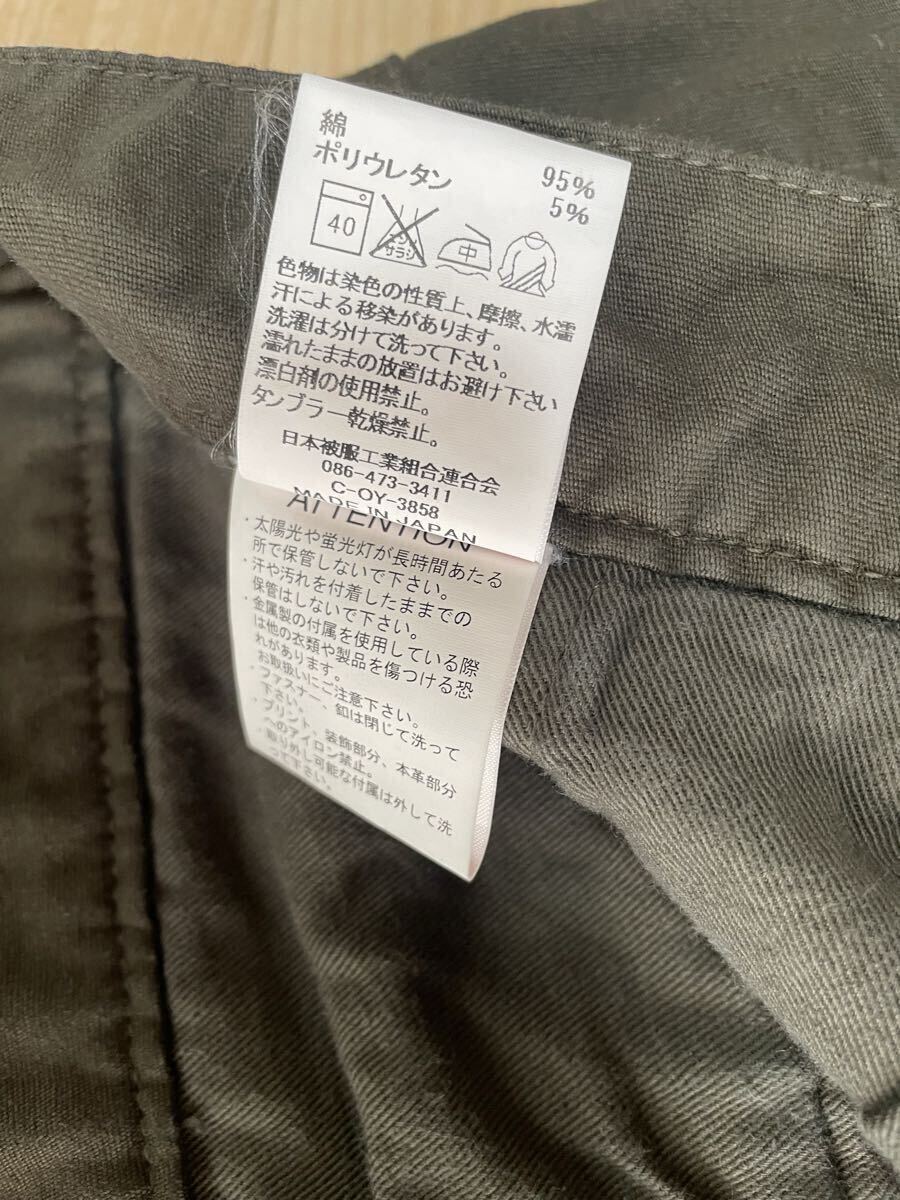 綿 95%
ポリウレタン 5%
40 エンソ サラシ 中
色物は染色の性質上、摩擦、水濡
汗による移染があります。
洗濯は分けて洗って下さい。
濡れたままの放置はお避け下さい
漂白剤の使用禁止。
タンブラー乾燥禁止。
日本被服工業組合連合会
086-473-3411
C-OY-3858
MADE IN JAPAN
ATTENTION
・太陽光や蛍光灯が長時間あたる
所で保管しないで下さい。
・汗や汚れを付着したままでの
保管はしないで下さい。
・金属製の付属を使用している際
は他の衣類や製品を傷つける恐
れがあります。
お取扱いにご注意下さい。
・ファスナー、釦は閉じて洗って
下さい。
・プリント、装飾部分、本革部分
へのアイロン禁止。
・取り外し可能な付属は外して洗
って下さい。